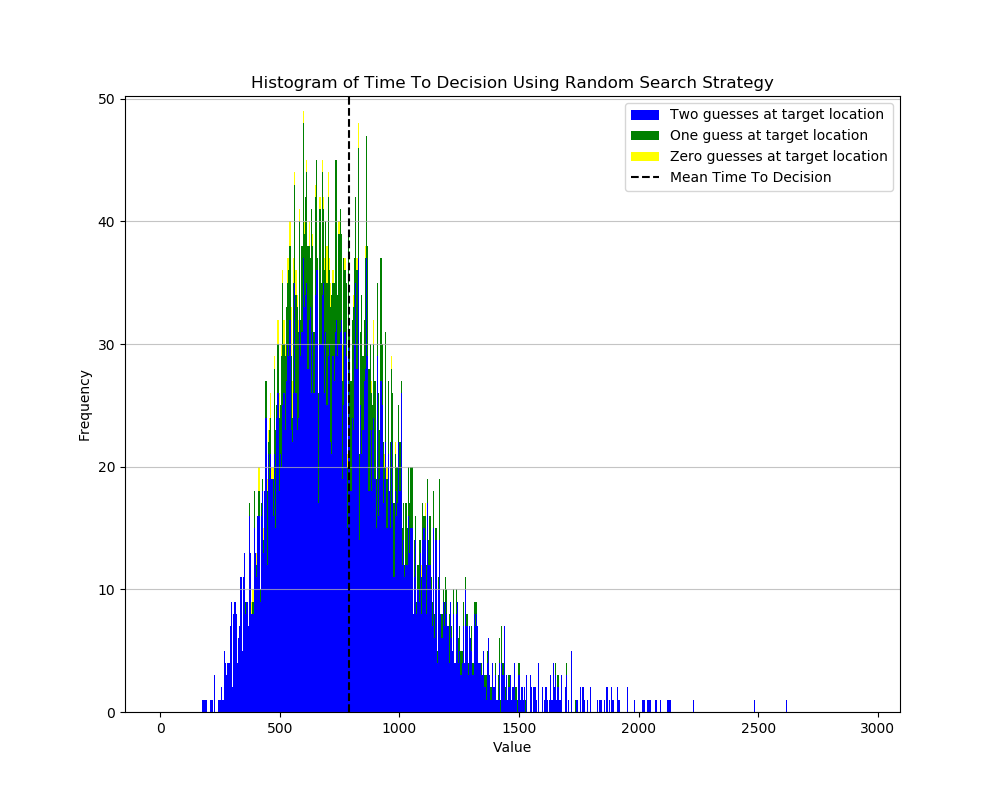 Histogram of Time To Decision Using Random Search Strategy
Two guesses at target location
One guess at target location
Zero guesses at target location
Mean Time To Decision
50
40
30
20
10
0
Frequency
0 500 1000 1500 2000 2500 3000
Value